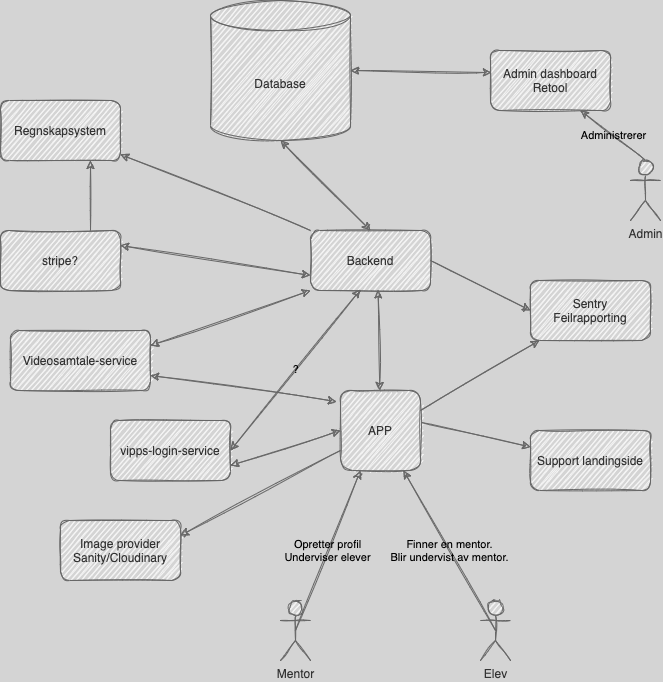 Database
Admin dashboard
Retool
Regnskapsystem
Administrerer
Admin
stripe?
Backend
Sentry
Feilrapporting
Videosamtale-service
?
APP
vipps-login-service
Support landingside
Image provider
Sanity/Cloudinary
Opretter profil
Underviser elever
Finner en mentor.
Blir undervist av mentor.
Mentor
Elev